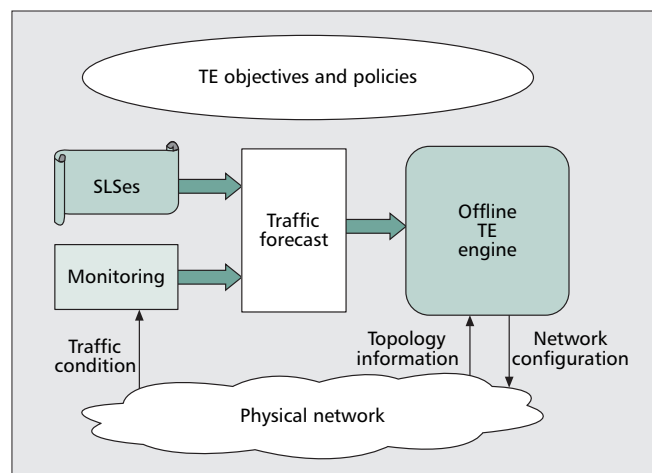 TE objectives and policies
SLSes
Traffic
forecast
Offline
TE
engine
Monitoring
Traffic
condition
Topology
information
Network
configuration
Physical network